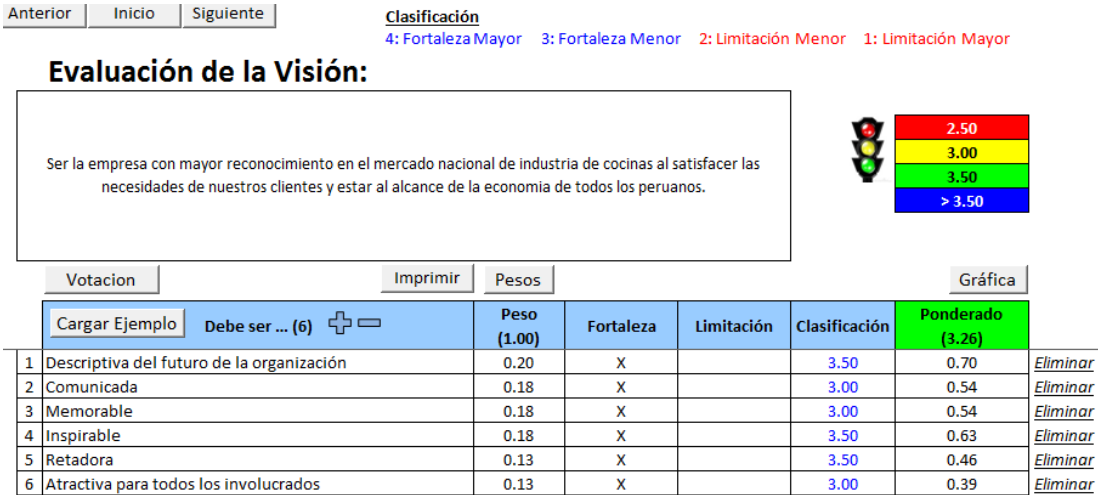 Anterior Inicio Siguiente
Clasificación
4: Fortaleza Mayor 3: Fortaleza Menor 2: Limitación Menor 1: Limitación Mayor
Evaluación de la Visión:
Ser la empresa con mayor reconocimiento en el mercado nacional de industria de cocinas al satisfacer las
necesidades de nuestros clientes y estar al alcance de la economia de todos los peruanos.
2.50
3.00
3.50
> 3.50
Votacion Imprimir Pesos Gráfica
Cargar Ejemplo Debe ser ... (6) Peso (1.00) Fortaleza Limitación Clasificación Ponderado (3.26)
1 Descriptiva del futuro de la organización 0.20 X 3.50 0.70 Eliminar
2 Comunicada 0.18 X 3.00 0.54 Eliminar
3 Memorable 0.18 X 3.00 0.54 Eliminar
4 Inspirable 0.18 X 3.50 0.63 Eliminar
5 Retadora 0.13 X 3.50 0.46 Eliminar
6 Atractiva para todos los involucrados 0.13 X 3.00 0.39 Eliminar